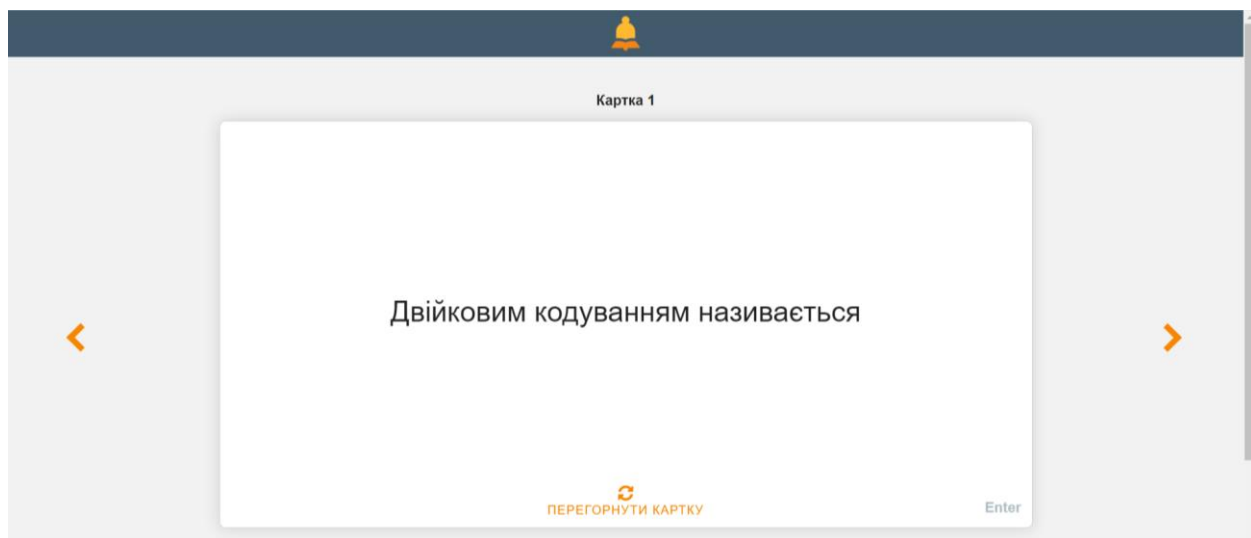 Картка 1
Двійковим кодуванням називається
ПЕРЕГОРНУТИ КАРТКУ
Enter